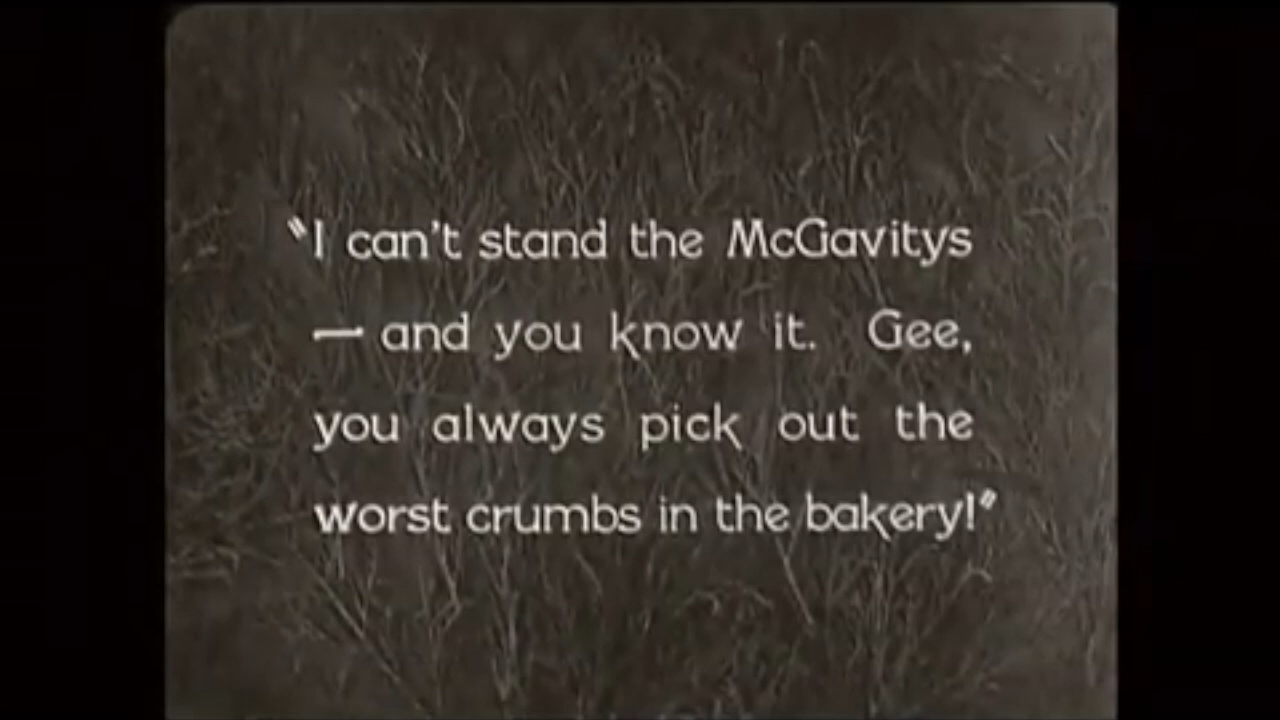 "I can't stand the McGavitys
— and you know it. Gee,
you always pick out the
worst crumbs in the bakery!"